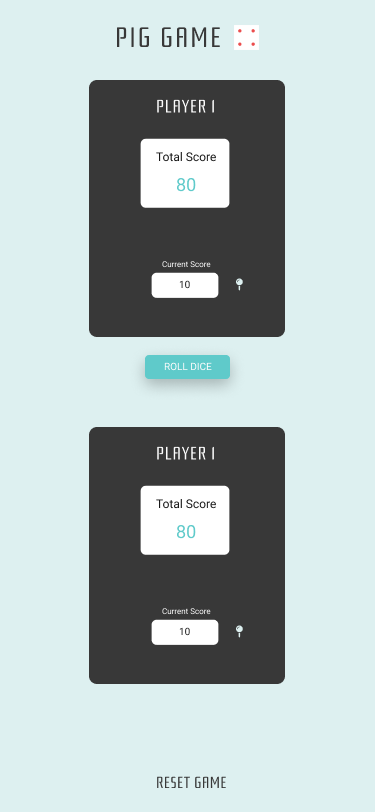 PIG GAME
PLAYER 1
Total Score
80
Current Score
10
ROLL DICE
PLAYER 1
Total Score
80
Current Score
10
RESET GAME